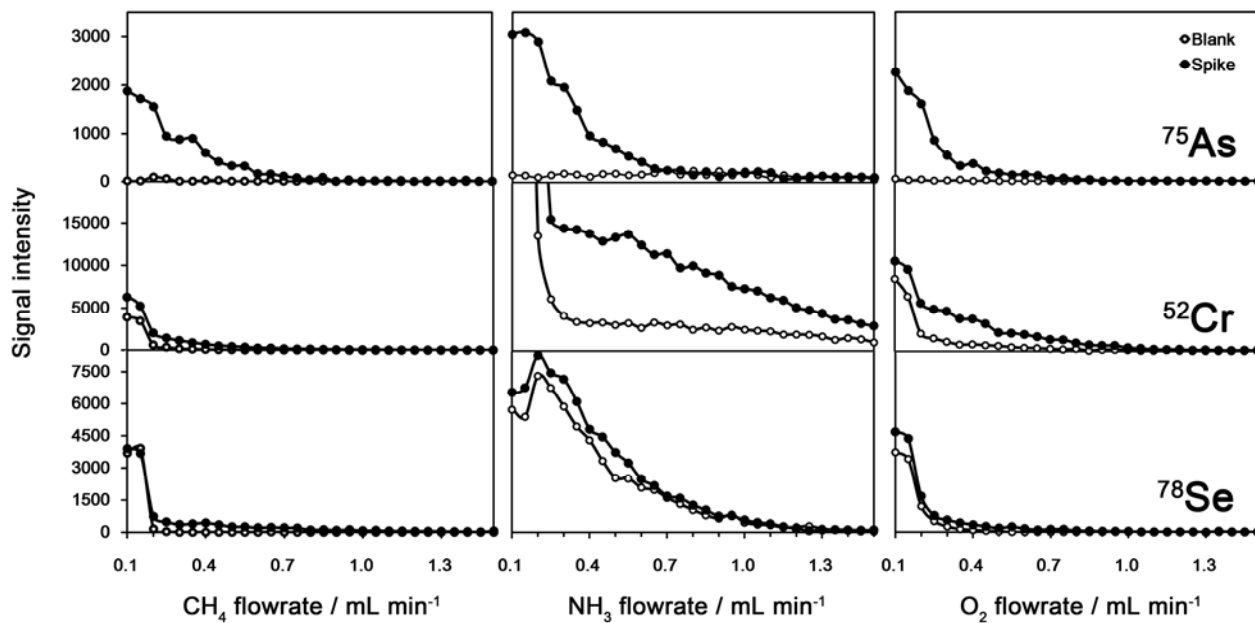 Signal intensity
3000
2000
1000
0
15000
10000
5000
0
7500
6000
4500
3000
1500
0
Blank
Spike
⁷⁵As
⁵²Cr
⁷⁸Se
0.1 0.4 0.7 1.0 1.3
0.1 0.4 0.7 1.0 1.3
0.1 0.4 0.7 1.0 1.3
CH₄ flowrate / mL min⁻¹
NH₃ flowrate / mL min⁻¹
O₂ flowrate / mL min⁻¹